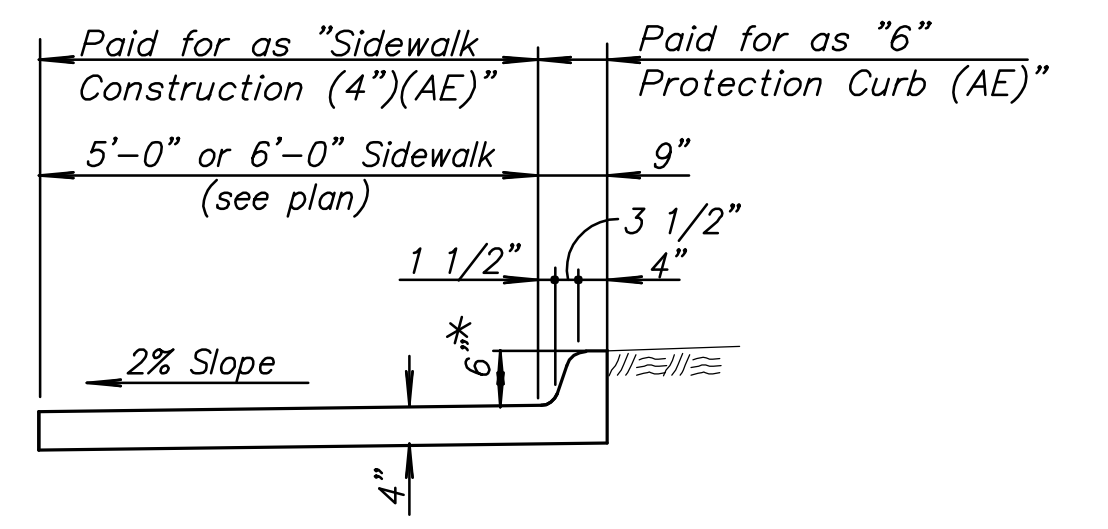 Paid for as "Sidewalk
Construction (4")(AE)"
Paid for as "6"
Protection Curb (AE)"
5'-0" or 6'-0" Sidewalk
(see plan)
9"
3 1/2"
1 1/2"
4"
6"*
2% Slope
4"